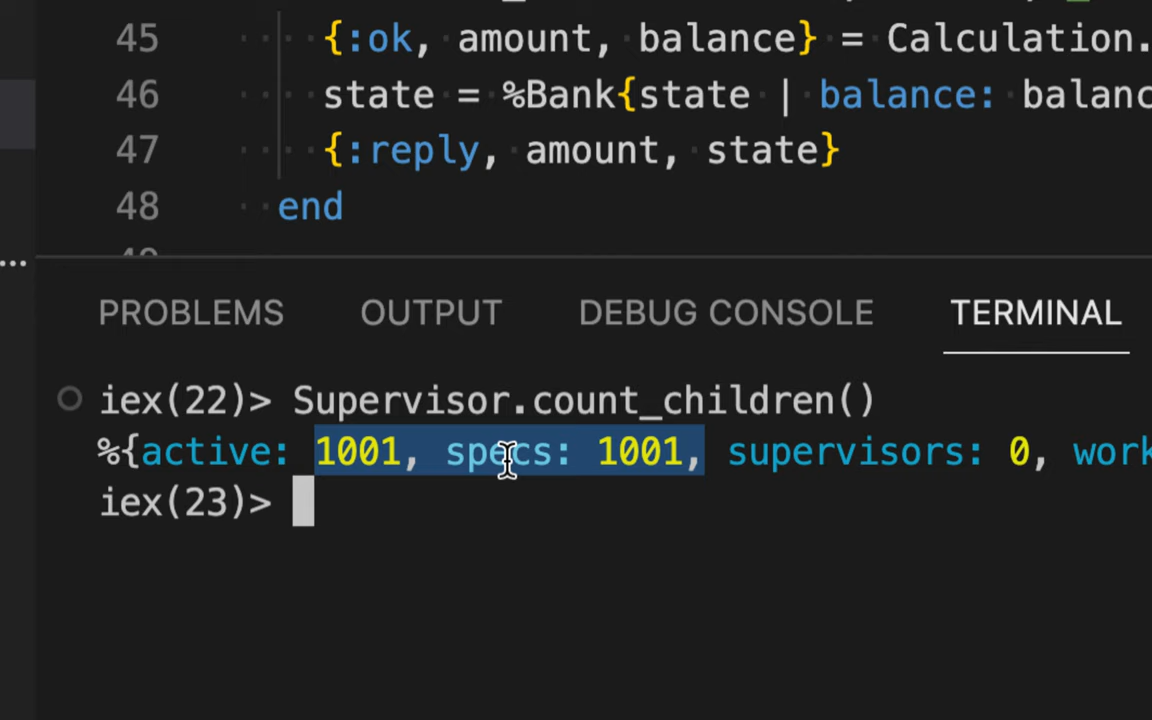 45 {:ok, amount, balance} = Calculation.
46 state = %Bank{state | balance: balanc
47 {:reply, amount, state}
48 end
...
PROBLEMS OUTPUT DEBUG CONSOLE TERMINAL
iex(22)> Supervisor.count_children()
%{active: 1001, specs: 1001, supervisors: 0, work
iex(23)>